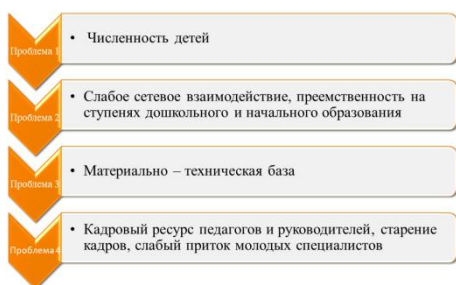 Проблема 1
• Численность детей
Проблема 2
• Слабое сетевое взаимодействие, преемственность на
ступенях дошкольного и начального образования
Проблема 3
• Материально – техническая база
Проблема 4
• Кадровый ресурс педагогов и руководителей, старение
кадров, слабый приток молодых специалистов